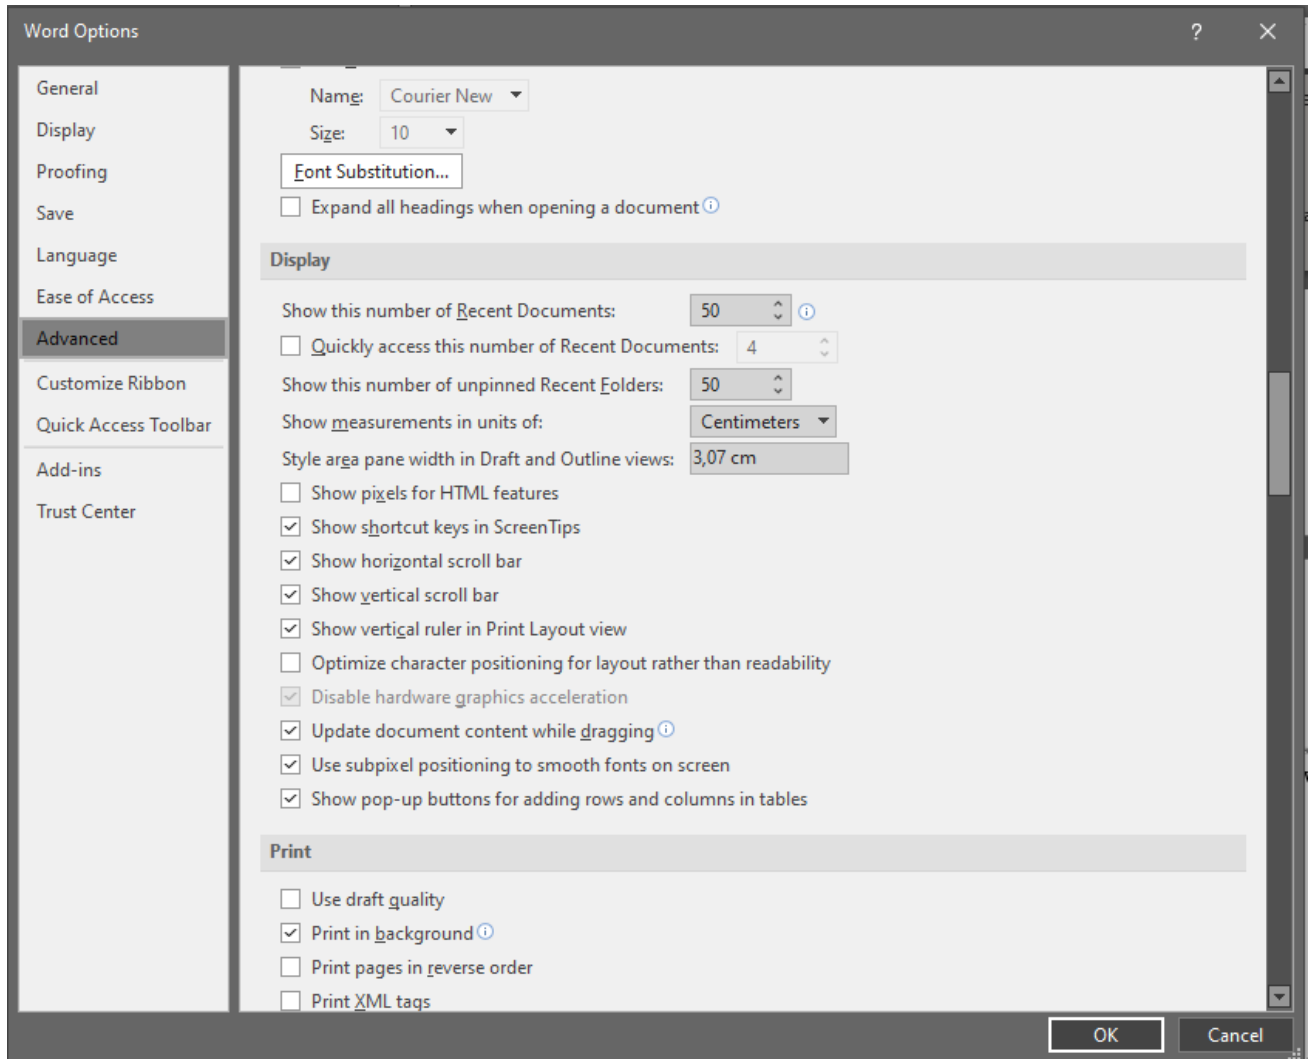 Word Options
?
General
Display
Proofing
Save
Language
Ease of Access
Advanced
Customize Ribbon
Quick Access Toolbar
Add-ins
Trust Center
Name: Courier New
Size: 10
Font Substitution...
Expand all headings when opening a document
Display
Show this number of Recent Documents: 50
Quickly access this number of Recent Documents: 4
Show this number of unpinned Recent Folders: 50
Show measurements in units of: Centimeters
Style area pane width in Draft and Outline views: 3,07 cm
Show pixels for HTML features
Show shortcut keys in ScreenTips
Show horizontal scroll bar
Show vertical scroll bar
Show vertical ruler in Print Layout view
Optimize character positioning for layout rather than readability
Disable hardware graphics acceleration
Update document content while dragging
Use subpixel positioning to smooth fonts on screen
Show pop-up buttons for adding rows and columns in tables
Print
Use draft quality
Print in background
Print pages in reverse order
Print XML tags
OK
Cancel